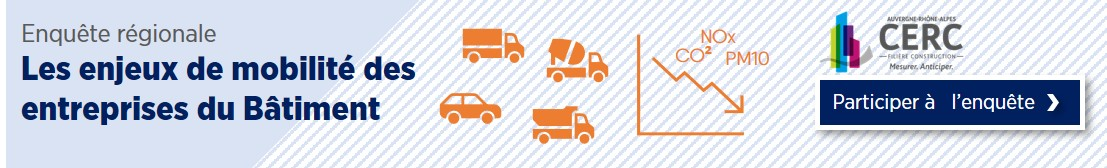 Enquête régionale
Les enjeux de mobilité des
entreprises du Bâtiment
NOx
CO² PM10
AUVERGNE-RHÔNE-ALPES
CERC
FILIÈRE CONSTRUCTION
Mesurer. Anticiper.
Participer à l'enquête ❯